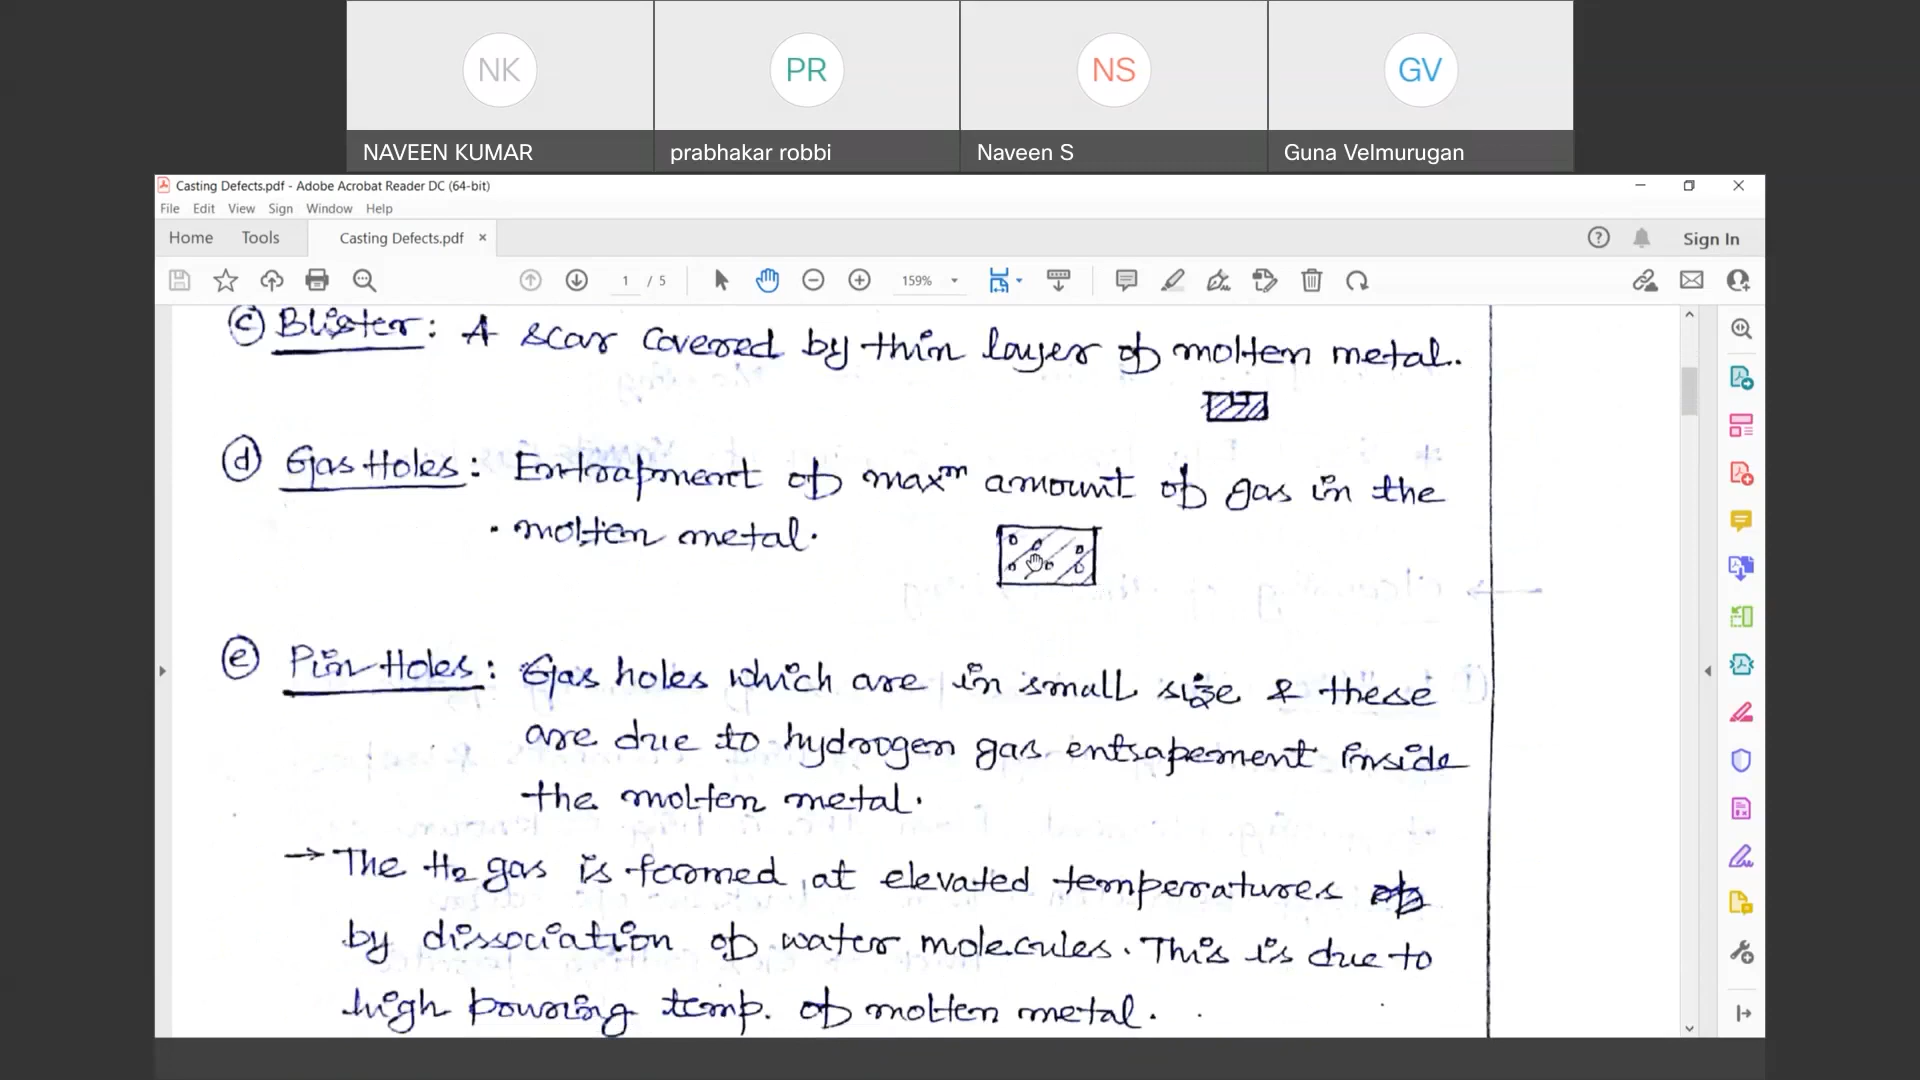 NK
PR
NS
GV
NAVEEN KUMAR
prabhakar robbi
Naveen S
Guna Velmurugan
Casting Defects.pdf - Adobe Acrobat Reader DC (64-bit)
File Edit View Sign Window Help
Home Tools Casting Defects.pdf × Sign In
1 / 5 159%
(c) Blister : A scar covered by thin layer of molten metal.
(d) Gas Holes : Entrapment of maxm amount of gas in the
molten metal.
(e) Pin Holes : Gas holes which are in small size & these
are due to hydrogen gas entsapement inside
the molten metal.
→ The H2 gas is formed at elevated temperatures
by dissociation of water molecules. This is due to
high pouring temp. of molten metal.